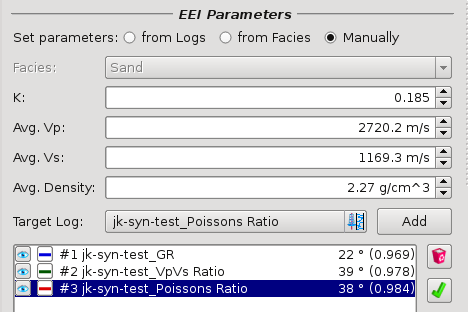 EEI Parameters
Set parameters: from Logs from Facies Manually
Facies: Sand
K: 0.185
Avg. Vp: 2720.2 m/s
Avg. Vs: 1169.3 m/s
Avg. Density: 2.27 g/cm^3
Target Log: jk-syn-test_Poissons Ratio Add
#1 jk-syn-test_GR 22 ° (0.969)
#2 jk-syn-test_VpVs Ratio 39 ° (0.978)
#3 jk-syn-test_Poissons Ratio 38 ° (0.984)